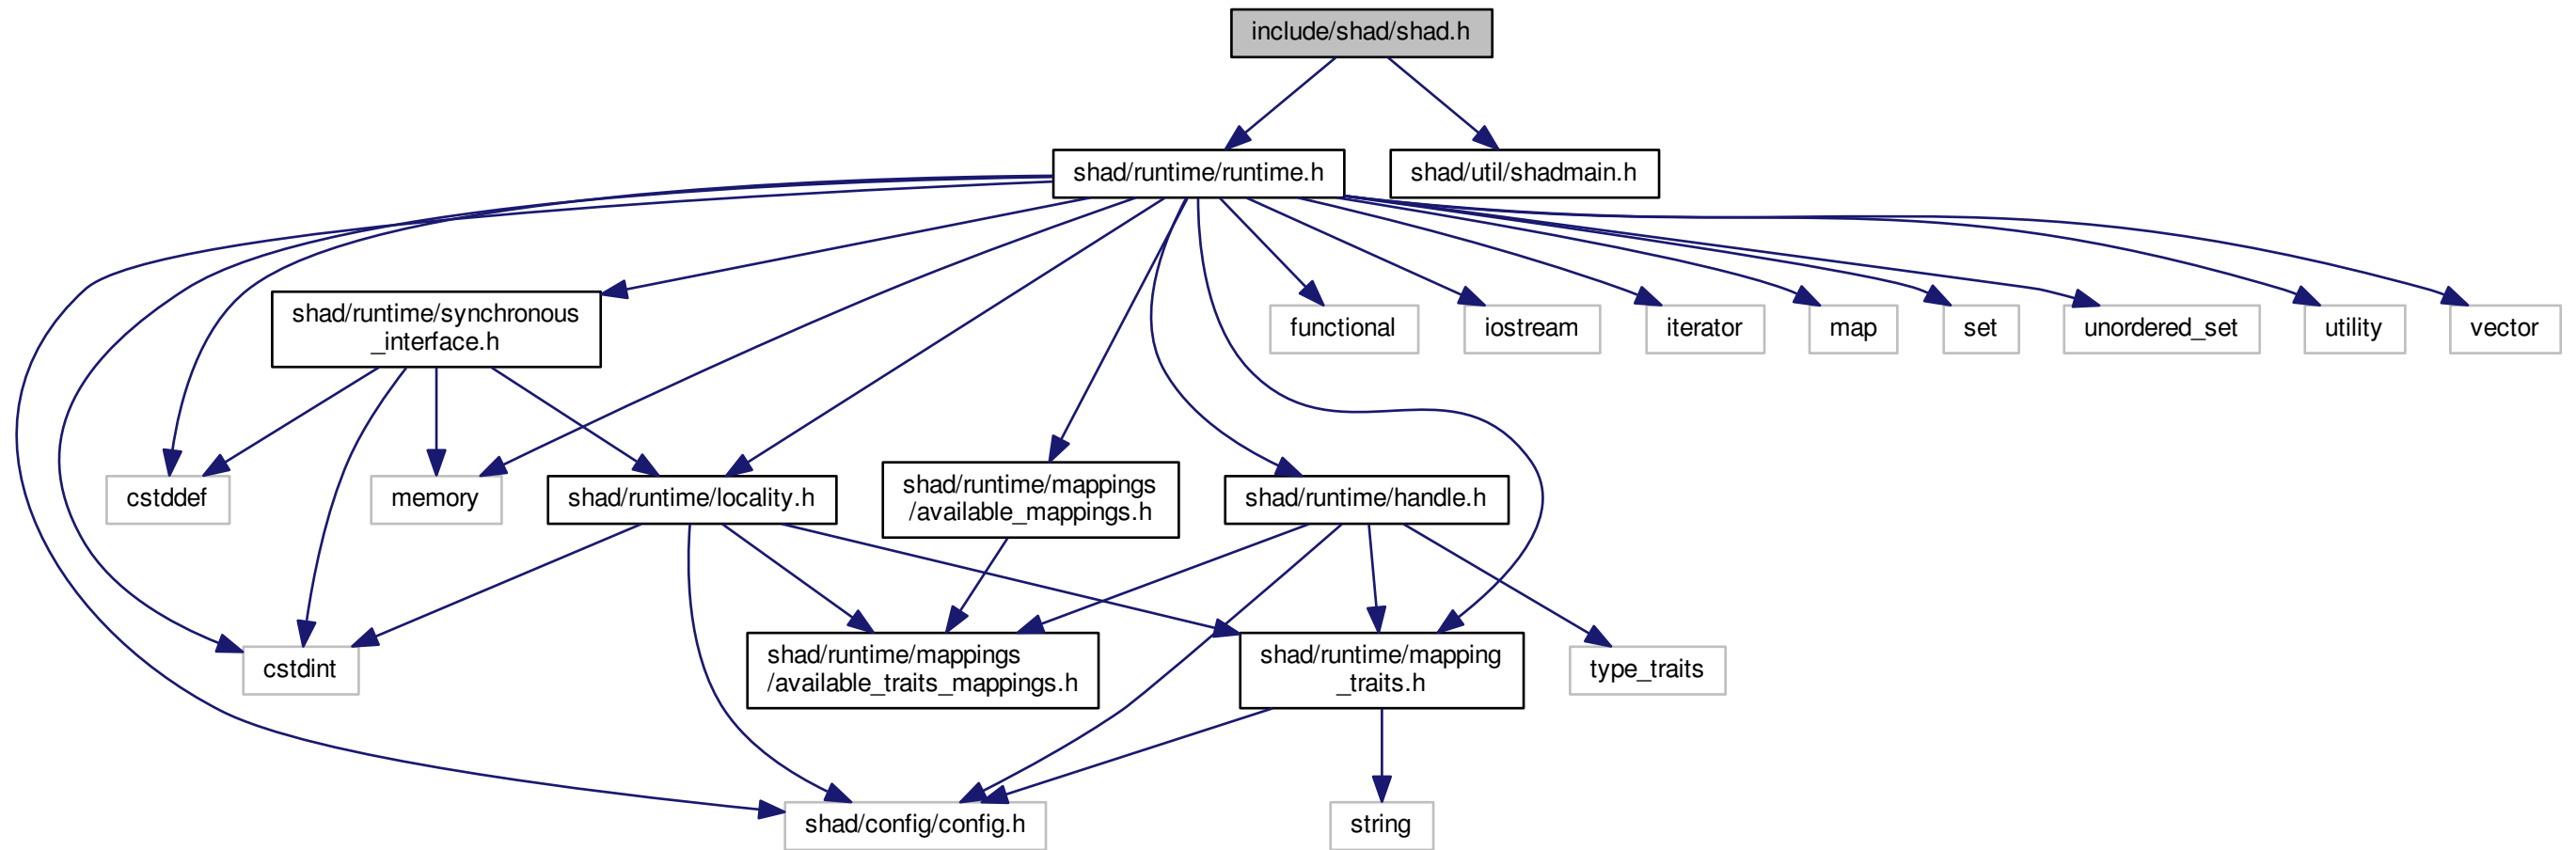 include/shad/shad.h
shad/runtime/runtime.h
shad/util/shadmain.h
shad/runtime/synchronous
_interface.h
functional
iostream
iterator
map
set
unordered_set
utility
vector
cstddef
memory
shad/runtime/locality.h
shad/runtime/mappings
/available_mappings.h
shad/runtime/handle.h
cstdint
shad/runtime/mappings
/available_traits_mappings.h
shad/runtime/mapping
_traits.h
type_traits
shad/config/config.h
string